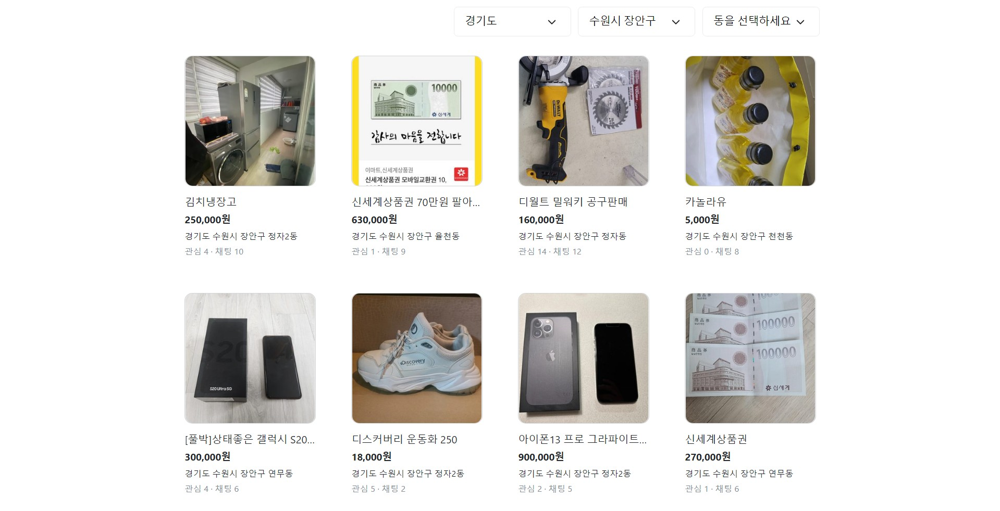 경기도
수원시 장안구
동을 선택하세요
商品券
10000
신세계
감사의 마음을 전합니다
이마트,신세계상품권
신세계상품권 모바일교환권 10,
SHINSEGAE
DEWALT
김치냉장고
250,000원
경기도 수원시 장안구 정자2동
관심 4 · 채팅 10
신세계상품권 70만원 팔아...
630,000원
경기도 수원시 장안구 율천동
관심 1 · 채팅 9
디월트 밀워키 공구판매
160,000원
경기도 수원시 장안구 정자동
관심 14 · 채팅 12
카놀라유
5,000원
경기도 수원시 장안구 천천동
관심 0 · 채팅 8
S20
S20 Ultra 5G
Discovery
EXPEDITION
商品券
100000
商品券
100000
신세계
[풀박]상태좋은 갤럭시 S20...
300,000원
경기도 수원시 장안구 연무동
관심 4 · 채팅 6
디스커버리 운동화 250
18,000원
경기도 수원시 장안구 정자2동
관심 5 · 채팅 2
아이폰13 프로 그라파이트...
900,000원
경기도 수원시 장안구 정자2동
관심 2 · 채팅 5
신세계상품권
270,000원
경기도 수원시 장안구 연무동
관심 1 · 채팅 6